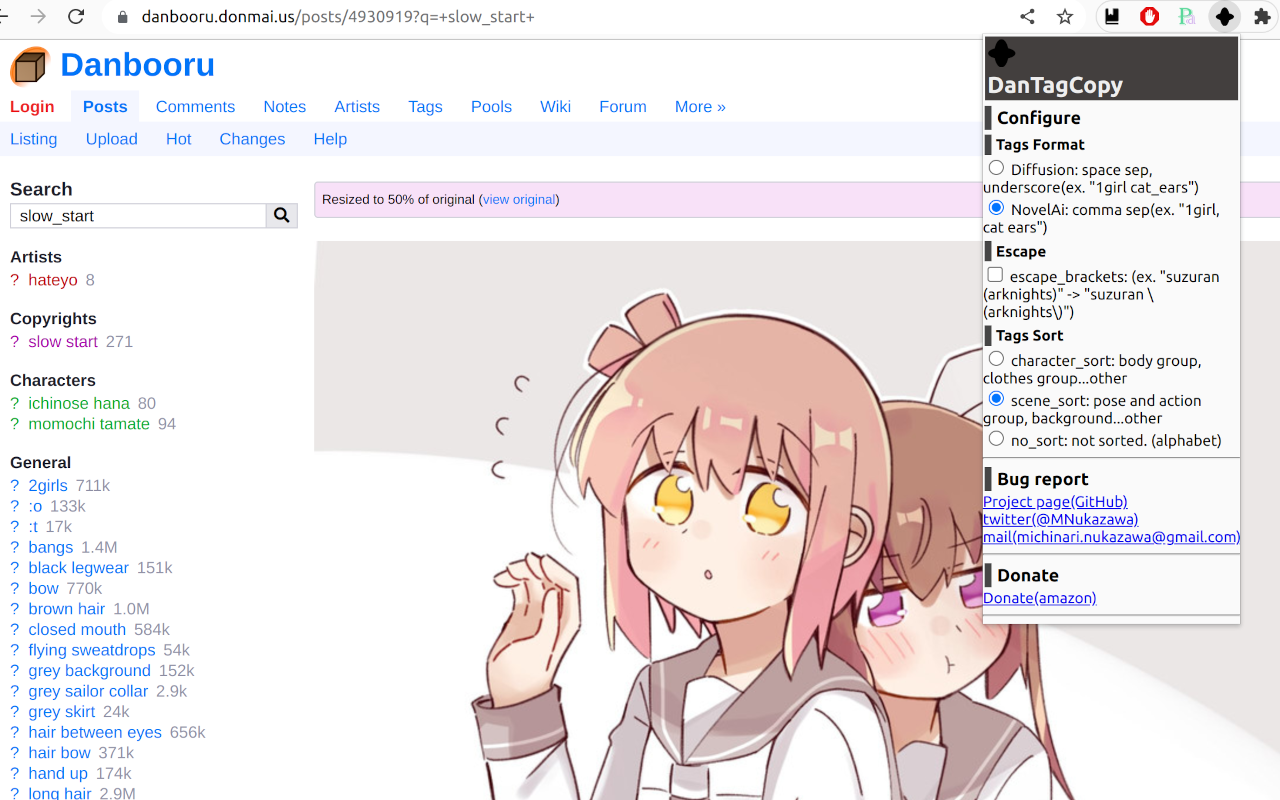 danbooru.donmai.us/posts/4930919?q=+slow_start+
Danbooru
Login Posts Comments Notes Artists Tags Pools Wiki Forum More »
Listing Upload Hot Changes Help
Search
slow_start
Artists
? hateyo 8
Copyrights
? slow start 271
Characters
? ichinose hana 80
? momochi tamate 94
General
? 2girls 711k
? :o 133k
? :t 17k
? bangs 1.4M
? black legwear 151k
? bow 770k
? brown hair 1.0M
? closed mouth 584k
? flying sweatdrops 54k
? grey background 152k
? grey sailor collar 2.9k
? grey skirt 24k
? hair between eyes 656k
? hair bow 371k
? hand up 174k
? long hair 2.9M
Resized to 50% of original (view original)
DanTagCopy
Configure
Tags Format
Diffusion: space sep,
underscore(ex. "1girl cat_ears")
NovelAi: comma sep(ex. "1girl,
cat ears")
Escape
escape_brackets: (ex. "suzuran
(arknights)" -> "suzuran \
(arknights\)")
Tags Sort
character_sort: body group,
clothes group...other
scene_sort: pose and action
group, background...other
no_sort: not sorted. (alphabet)
Bug report
Project page(GitHub)
twitter(@MNukazawa)
mail(michinari.nukazawa@gmail.com)
Donate
Donate(amazon)